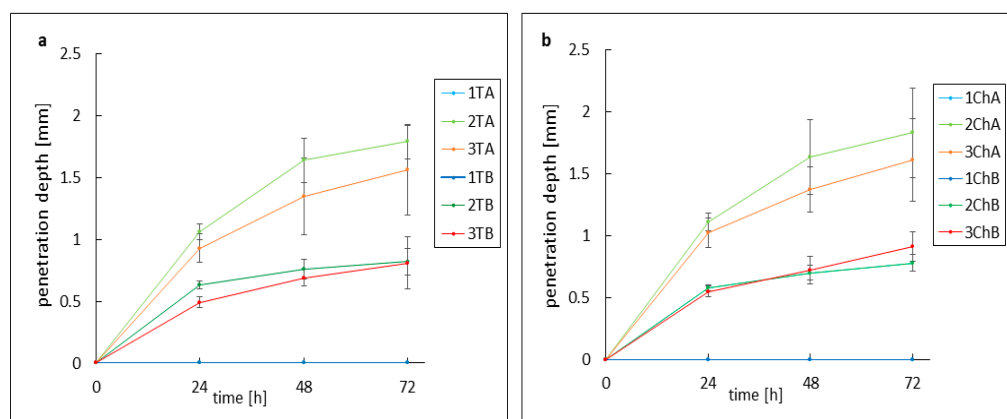 a
2.5
2
1.5
1
0.5
0
0
24
48
72
time [h]
penetration depth [mm]
1TA
2TA
3TA
1TB
2TB
3TB
b
2.5
2
1.5
1
0.5
0
0
24
48
72
time [h]
penetration depth [mm]
1ChA
2ChA
3ChA
1ChB
2ChB
3ChB